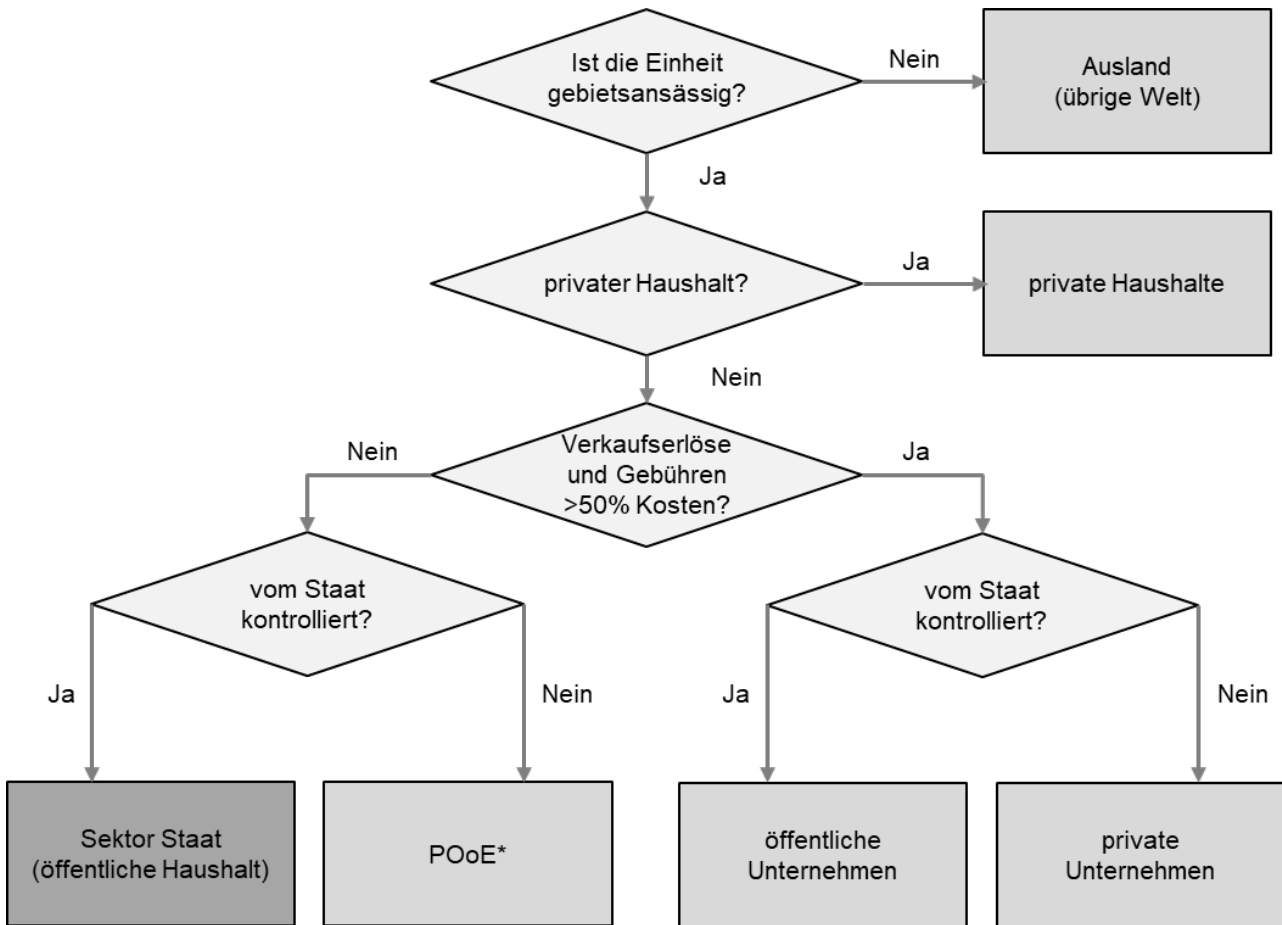 Ist die Einheit
gebietsansässig?
Nein
Ausland
(übrige Welt)
Ja
privater Haushalt?
Ja
private Haushalte
Nein
Nein
Verkaufserlöse
und Gebühren
>50% Kosten?
Ja
vom Staat
kontrolliert?
vom Staat
kontrolliert?
Ja
Nein
Ja
Nein
Sektor Staat
(öffentliche Haushalt)
POoE*
öffentliche
Unternehmen
private
Unternehmen